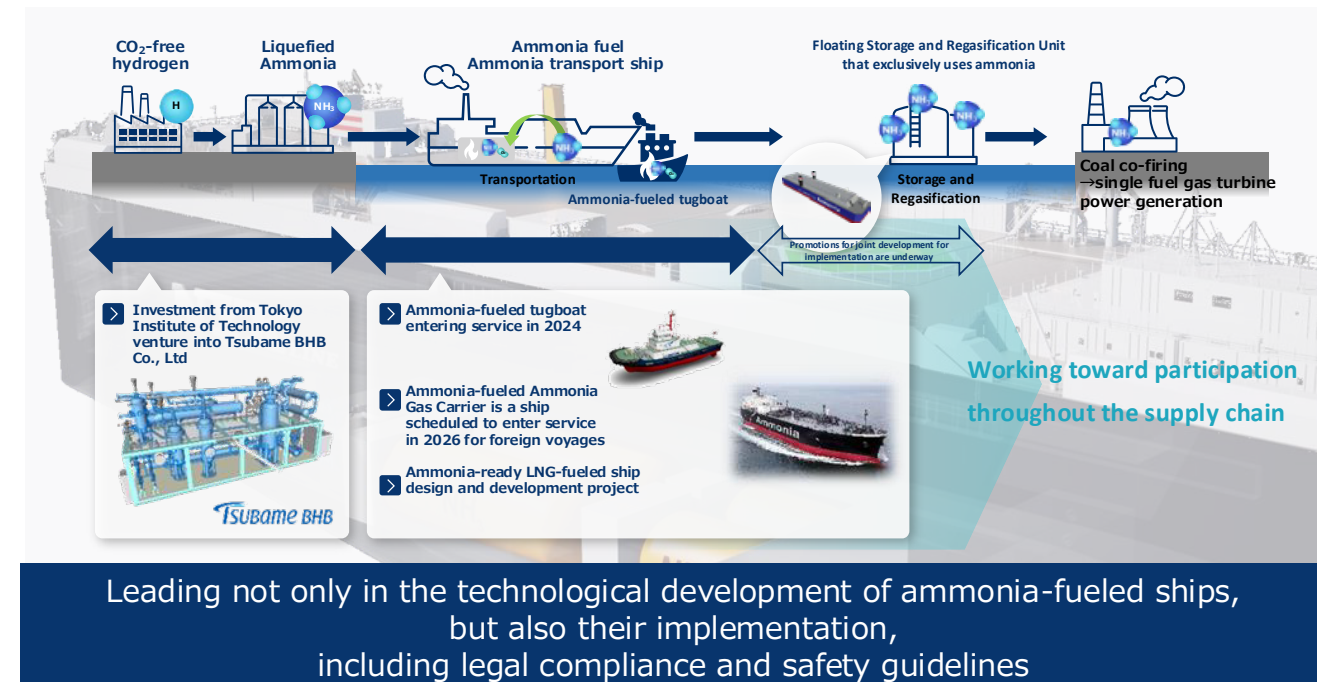 CO₂-free
hydrogen
Liquefied
Ammonia
Ammonia fuel
Ammonia transport ship
Floating Storage and Regasification Unit
that exclusively uses ammonia
H
NH₃
NH₃
NH₃
NH₃
NH₃
NH₃
Transportation
Ammonia-fueled tugboat
Storage and
Regasification
Coal co-firing
→single fuel gas turbine
power generation
Promotions for joint development for
implementation are underway
Investment from Tokyo
Institute of Technology
venture into Tsubame BHB
Co., Ltd
TSUBAME BHB
Ammonia-fueled tugboat
entering service in 2024
Ammonia-fueled Ammonia
Gas Carrier is a ship
scheduled to enter service
in 2026 for foreign voyages
Ammonia-ready LNG-fueled ship
design and development project
Ammonia
Working toward participation
throughout the supply chain
Leading not only in the technological development of ammonia-fueled ships,
but also their implementation,
including legal compliance and safety guidelines